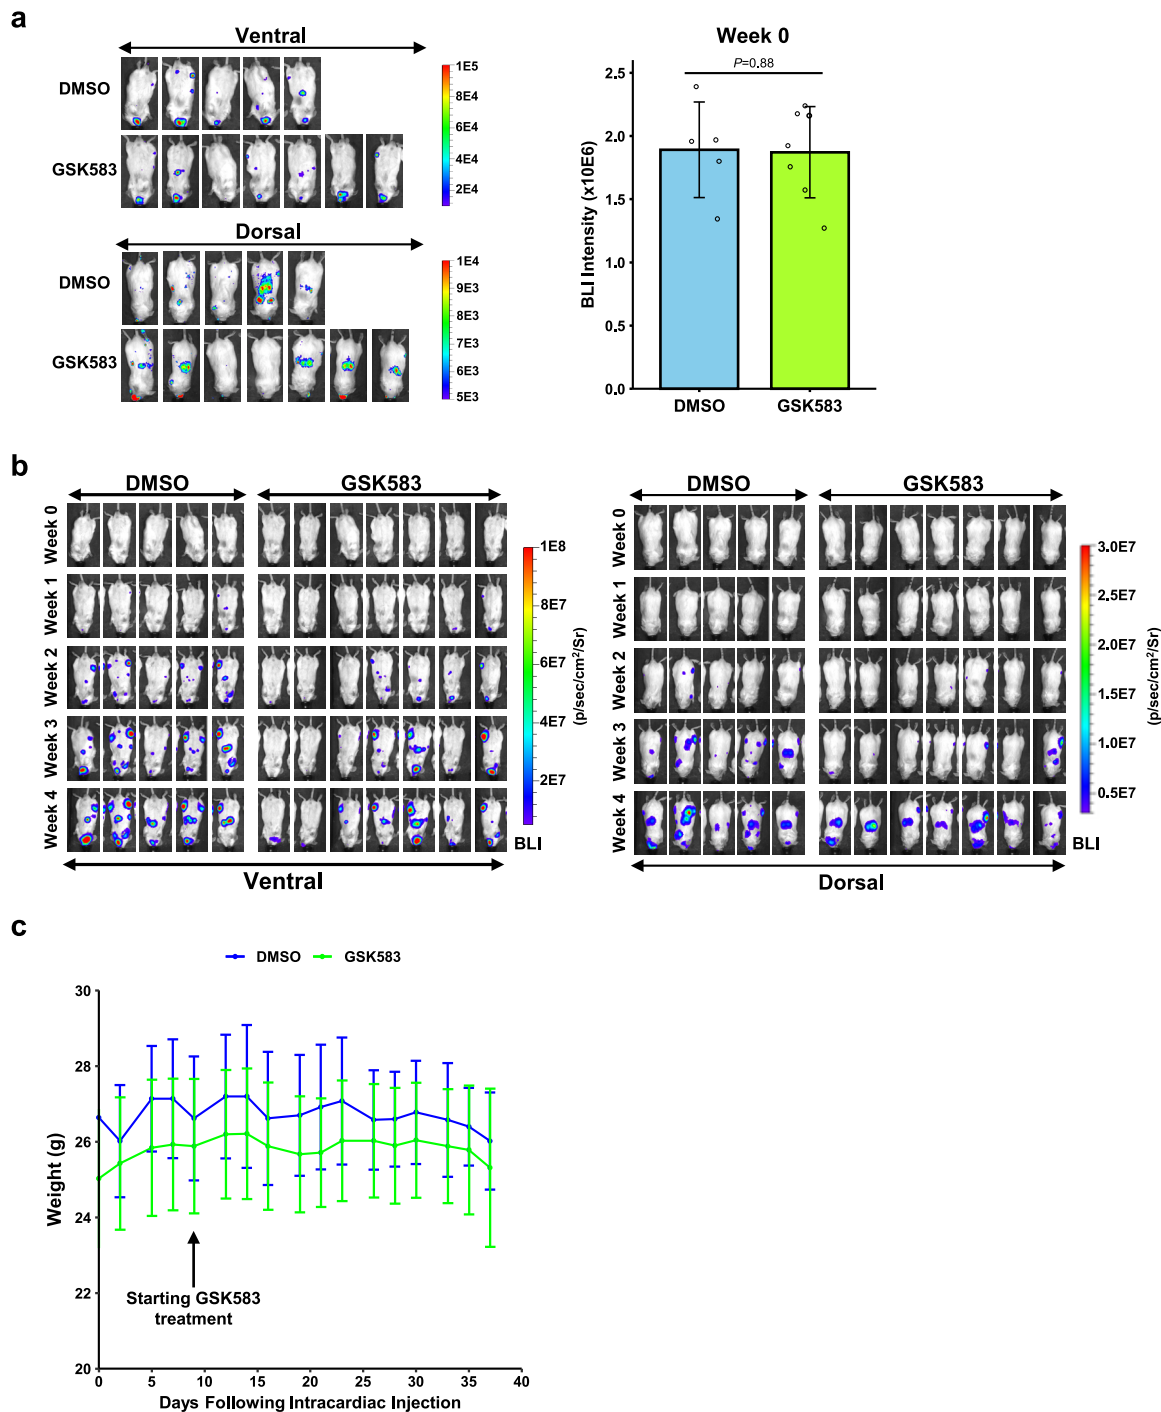 a
Ventral
DMSO
GSK583
1E5
8E4
6E4
4E4
2E4
Dorsal
DMSO
GSK583
1E4
9E3
8E3
7E3
6E3
5E3
Week 0
P=0.88
BLI Intensity (x10E6)
2.5
2.0
1.5
1.0
0.5
0.0
DMSO
GSK583
b
DMSO
GSK583
Week 0
Week 1
Week 2
Week 3
Week 4
1E8
8E7
6E7
4E7
2E7
(p/sec/cm²/Sr)
BLI
Ventral
DMSO
GSK583
Week 0
Week 1
Week 2
Week 3
Week 4
3.0E7
2.5E7
2.0E7
1.5E7
1.0E7
0.5E7
(p/sec/cm²/Sr)
BLI
Dorsal
c
DMSO
GSK583
Weight (g)
30
28
26
24
22
20
Starting GSK583
treatment
0 5 10 15 20 25 30 35 40
Days Following Intracardiac Injection